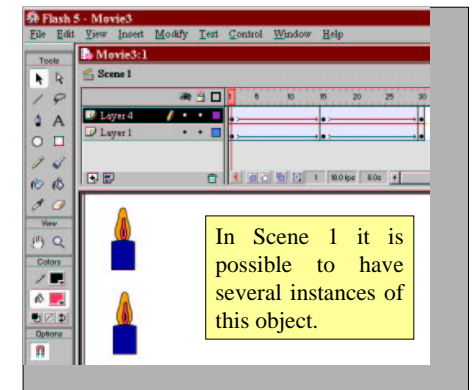 Flash 5 - Movie3
File Edit View Insert Modify Text Control Window Help
Tools
Movie3:1
Scene 1
1 5 10 15 20 25 30
Layer 4
Layer 1
1 18.0 fps 0.0s
A
View
Colors
Options
In Scene 1 it is
possible to have
several instances of
this object.